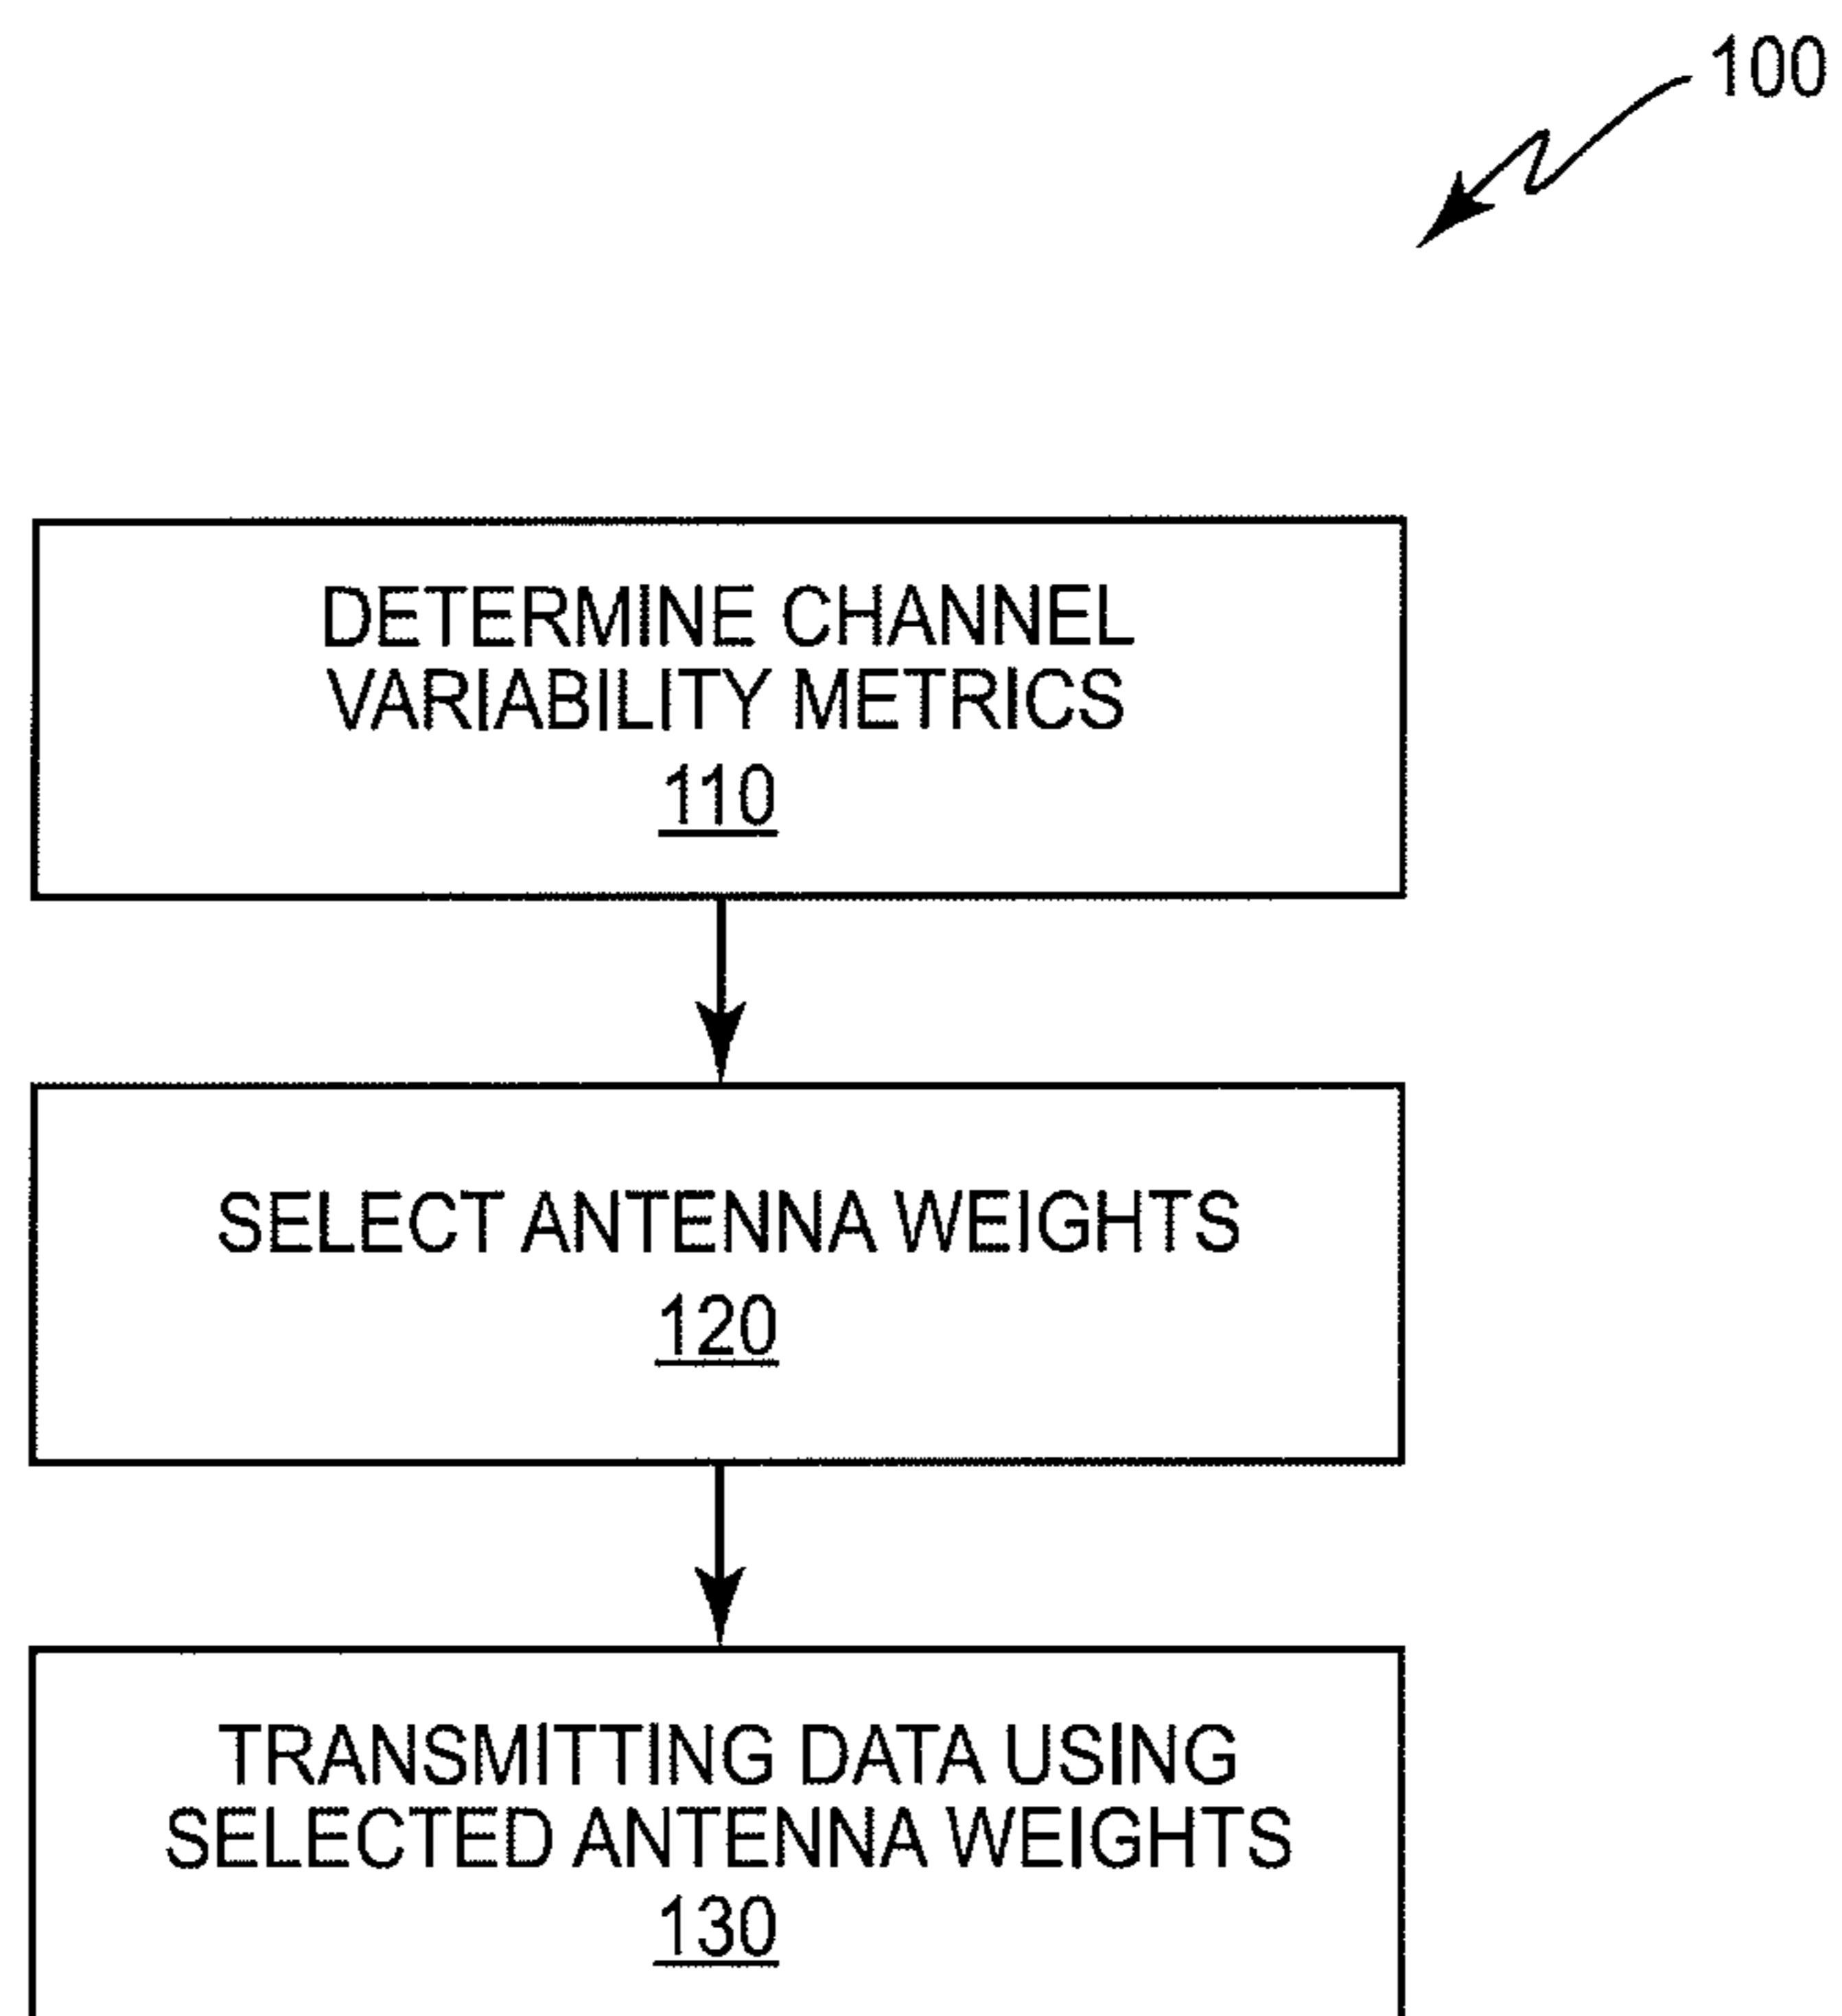 100
DETERMINE CHANNEL
VARIABILITY METRICS
110
SELECT ANTENNA WEIGHTS
120
TRANSMITTING DATA USING
SELECTED ANTENNA WEIGHTS
130